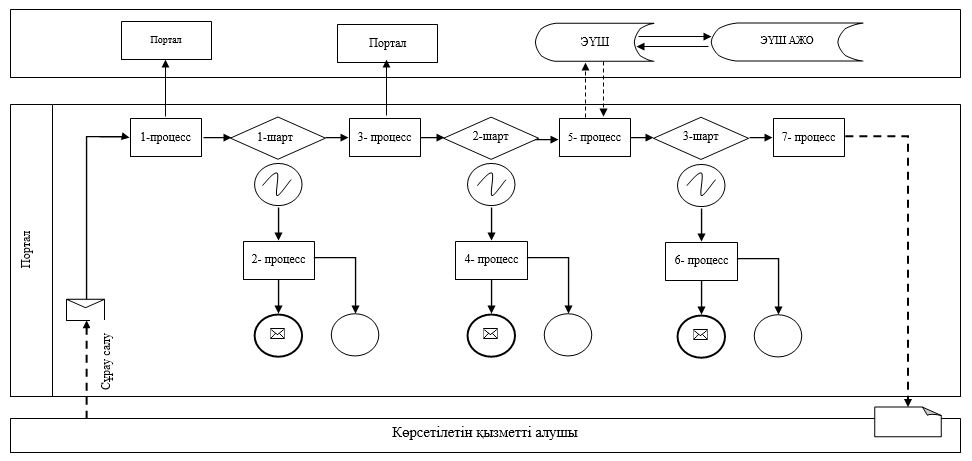 Портал
Портал
ЭҮШ
ЭҮШ АЖО
1-процесс
1-шарт
3- процесс
2-шарт
5- процесс
3-шарт
7- процесс
2- процесс
4- процесс
6- процесс
Портал
Сұрау салу
Көрсетілетін қызметті алушы